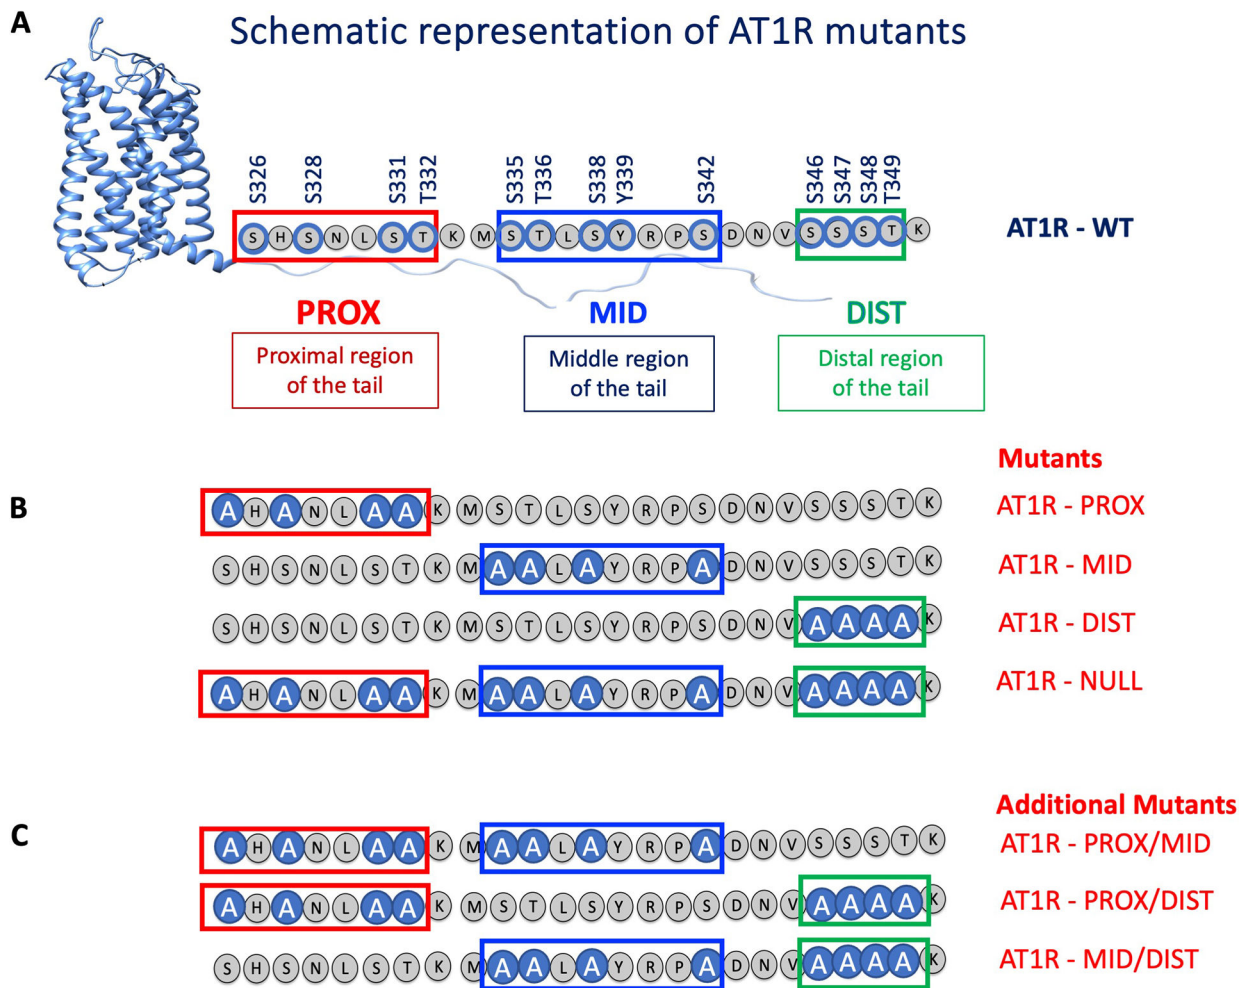 A
Schematic representation of AT1R mutants
S326 S328 S331 T332 S335 T336 S338 Y339 S342 S346 S347 S348 T349
S H S N L S T K M S T L S Y R P S D N V S S S T K
AT1R - WT
PROX
MID
DIST
Proximal region
of the tail
Middle region
of the tail
Distal region
of the tail
B
Mutants
A H A N L A A K M S T L S Y R P S D N V S S S T K
AT1R - PROX
S H S N L S T K M A A L A Y R P A D N V S S S T K
AT1R - MID
S H S N L S T K M S T L S Y R P S D N V A A A A K
AT1R - DIST
A H A N L A A K M A A L A Y R P A D N V A A A A K
AT1R - NULL
C
Additional Mutants
A H A N L A A K M A A L A Y R P A D N V S S S T K
AT1R - PROX/MID
A H A N L A A K M S T L S Y R P S D N V A A A A K
AT1R - PROX/DIST
S H S N L S T K M A A L A Y R P A D N V A A A A K
AT1R - MID/DIST